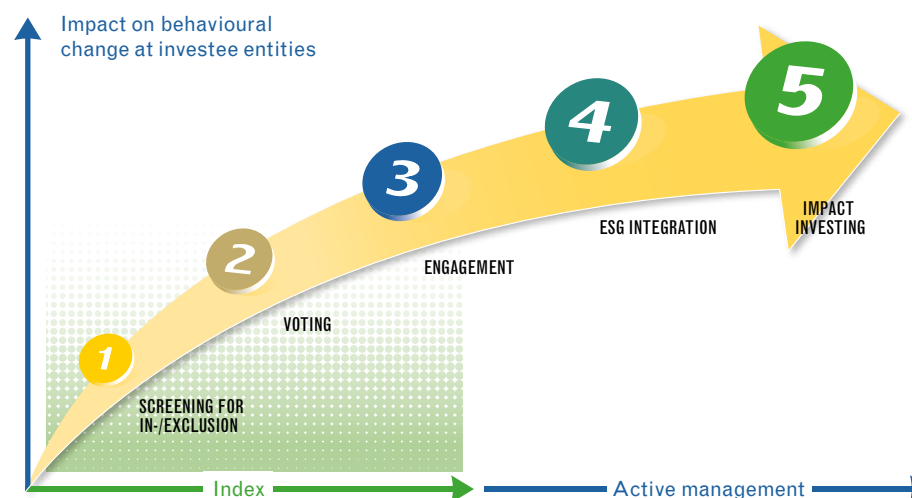 Impact on behavioural
change at investee entities
5
4
3
2
1
IMPACT
INVESTING
ESG INTEGRATION
ENGAGEMENT
VOTING
SCREENING FOR
IN-/EXCLUSION
Index
Active management